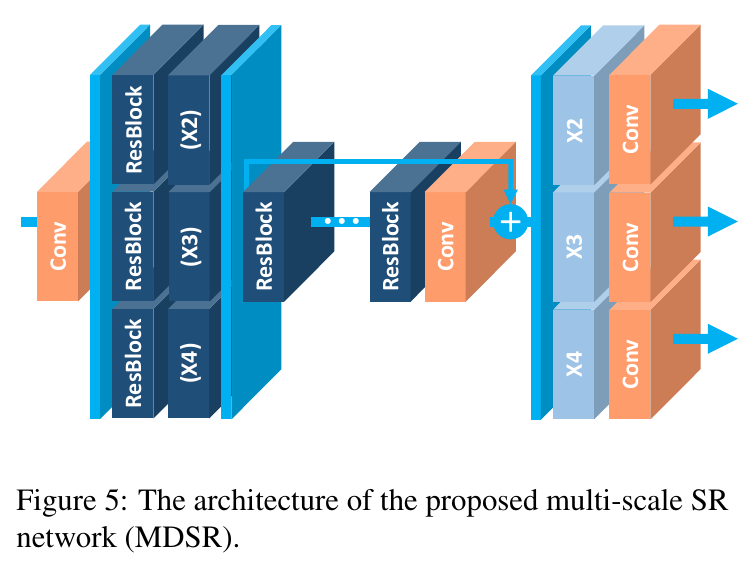 Conv
ResBlock
(X2)
ResBlock
(X3)
ResBlock
(X4)
ResBlock
...
ResBlock
Conv
+
X2
Conv
X3
Conv
X4
Conv
Figure 5: The architecture of the proposed multi-scale SR
network (MDSR).